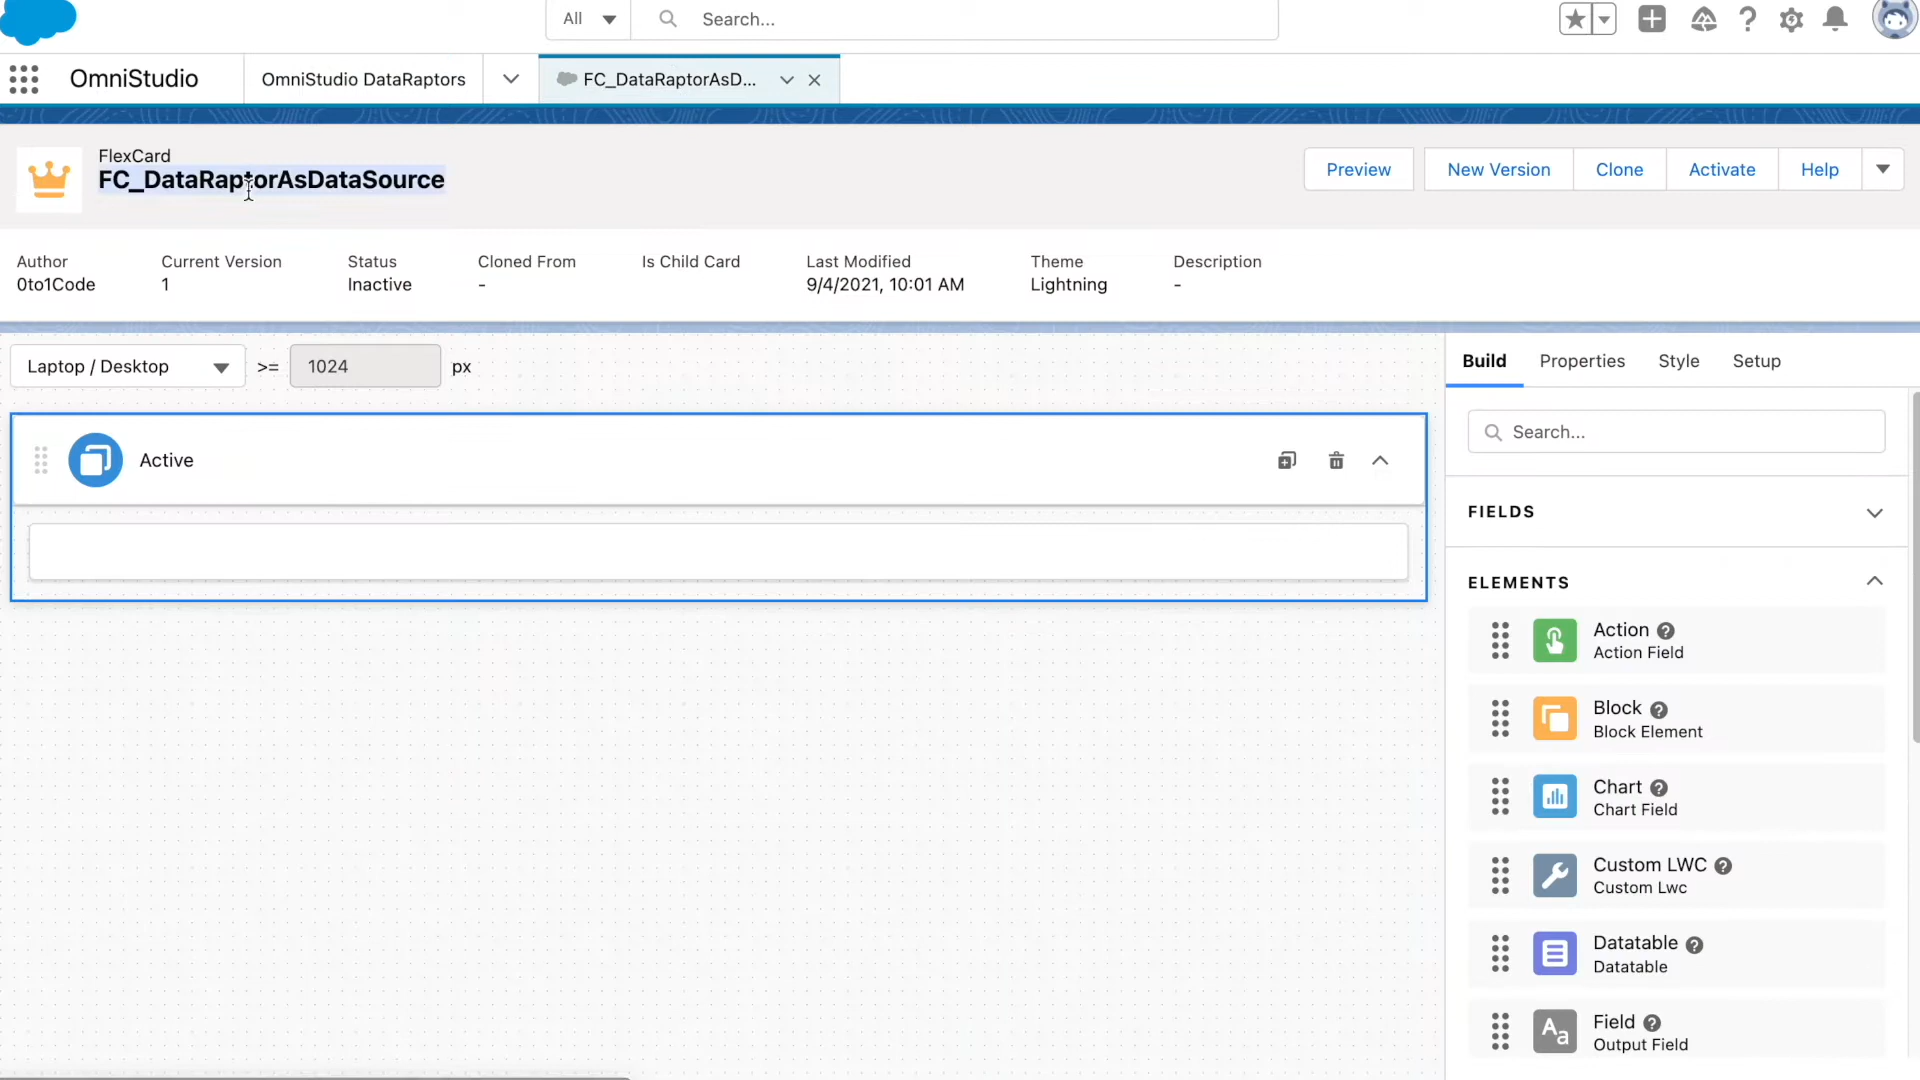 All
Search...
OmniStudio
OmniStudio DataRaptors
FC_DataRaptorAsD...
FlexCard
FC_DataRaptorAsDataSource
Preview
New Version
Clone
Activate
Help
Author
Current Version
Status
Cloned From
Is Child Card
Last Modified
Theme
Description
0to1Code
1
Inactive
-
9/4/2021, 10:01 AM
Lightning
-
Laptop / Desktop
>=
1024
px
Build
Properties
Style
Setup
Active
Search...
FIELDS
ELEMENTS
Action
Action Field
Block
Block Element
Chart
Chart Field
Custom LWC
Custom Lwc
Datatable
Datatable
Aa
Field
Output Field